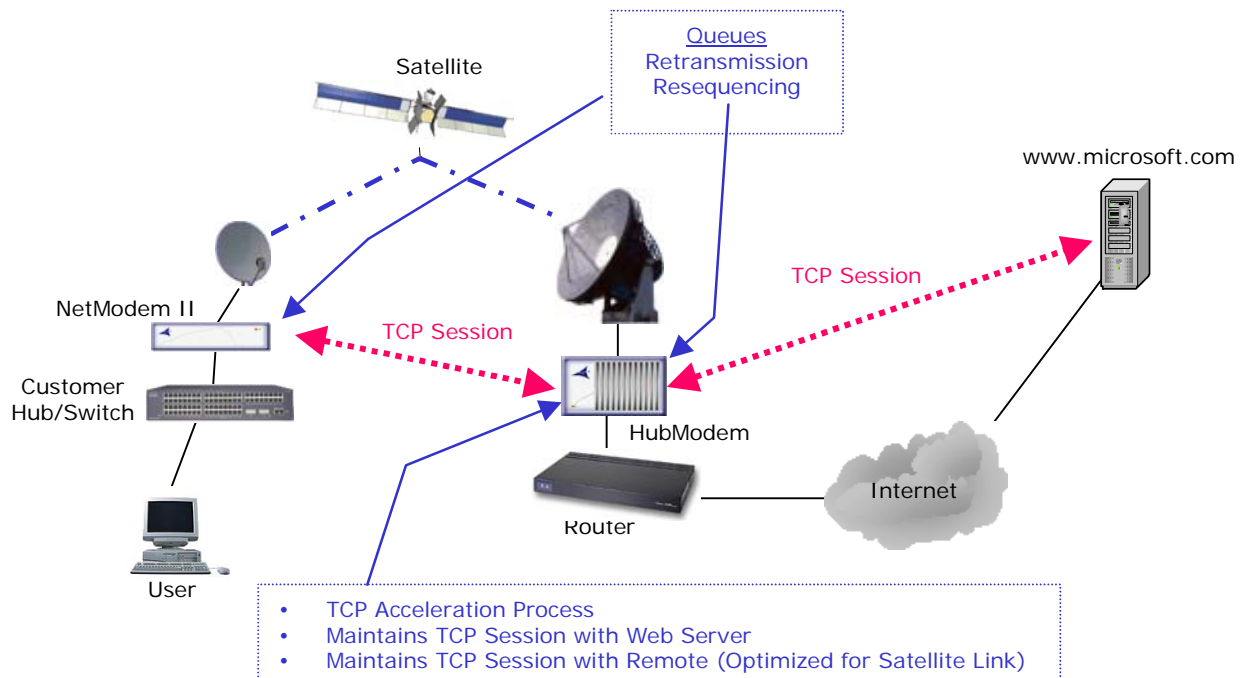 Queues
Retransmission
Resequencing
Satellite
www.microsoft.com
TCP Session
NetModem II
TCP Session
Customer
Hub/Switch
HubModem
Internet
Router
User
• TCP Acceleration Process
• Maintains TCP Session with Web Server
• Maintains TCP Session with Remote (Optimized for Satellite Link)